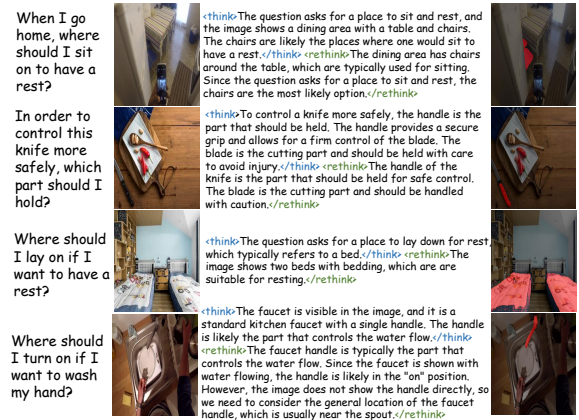 When I go
home, where
should I sit
on to have a
rest?
<think>The question asks for a place to sit and rest, and
the image shows a dining area with a table and chairs.
The chairs are likely the places where one would sit to
have a rest.</think> <rethink>The dining area has chairs
around the table, which are typically used for sitting.
Since the question asks for a place to sit and rest, the
chairs are the most likely option.</rethink>
In order to
control this
knife more
safely, which
part should I
hold?
<think>To control a knife more safely, the handle is the
part that should be held. The handle provides a secure
grip and allows for a firm control of the blade. The
blade is the cutting part and should be held with care
to avoid injury.</think> <rethink>The handle of the
knife is the part that should be held for safe control.
The blade is the cutting part and should be handled
with caution.</rethink>
Where should
I lay on if I
want to have a
rest?
<think>The question asks for a place to lay down for rest,
which typically refers to a bed.</think> <rethink>The
image shows two beds with bedding, which are are
suitable for resting.</rethink>
Where should
I turn on if I
want to wash
my hand?
<think>The faucet is visible in the image, and it is a
standard kitchen faucet with a single handle. The handle
is likely the part that controls the water flow.</think>
<rethink>The faucet handle is typically the part that
controls the water flow. Since the faucet is shown with
water flowing, the handle is likely in the "on" position.
However, the image does not show the handle directly, so
we need to consider the general location of the faucet
handle, which is usually near the spout.</rethink>